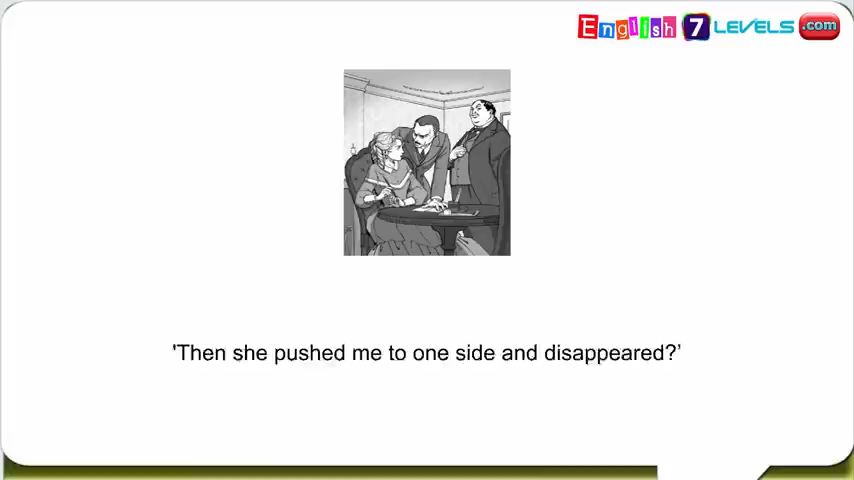 English 7 LEVELS .com
'Then she pushed me to one side and disappeared?'